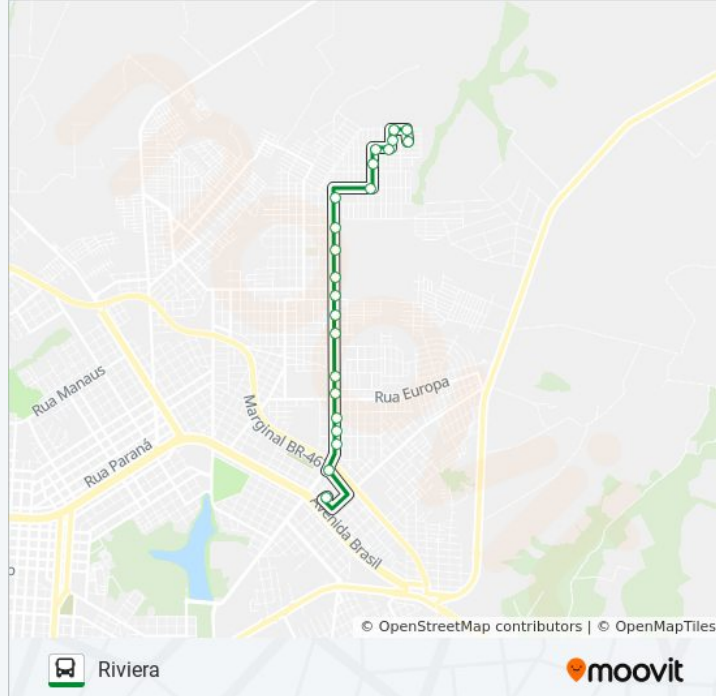 Rua Manaus
Rua Europa
Marginal BR-46
Rua Paraná
Avenida Brasil
© OpenStreetMap contributors | © OpenMapTiles
Riviera
moovit